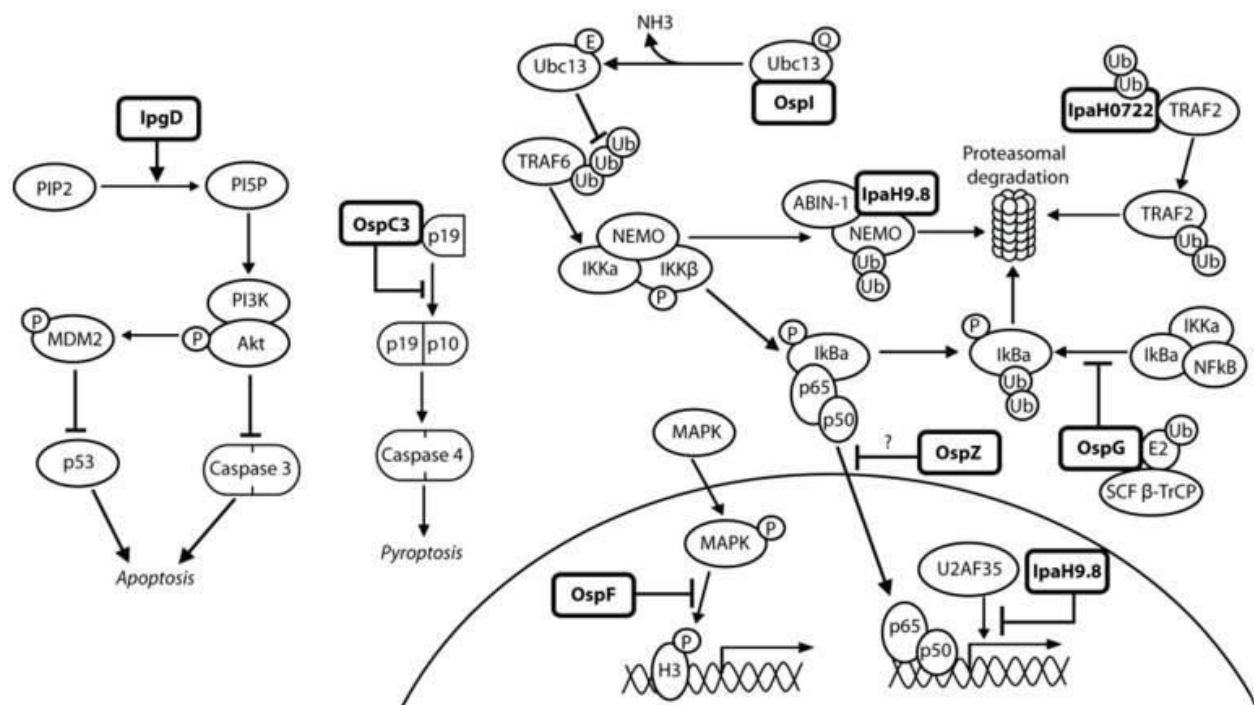 IpgD
PIP2
PI5P
PI3K
P
Akt
P
MDM2
p53
Caspase 3
Apoptosis
OspC3
p19
p19
p10
Caspase 4
Pyroptosis
NH3
E
Ubc13
Q
Ubc13
OspI
TRAF6
Ub
Ub
Ub
NEMO
IKKa
IKKβ
P
ABIN-1
IpaH9.8
NEMO
Ub
Ub
Proteasomal
degradation
Ub
Ub
IpaH0722
TRAF2
TRAF2
Ub
Ub
P
IkBa
p65
p50
P
IkBa
Ub
Ub
IKKa
IkBa
NFkB
OspG
E2
Ub
SCF β-TrCP
?
OspZ
MAPK
MAPK
P
OspF
P
H3
U2AF35
IpaH9.8
p65
p50